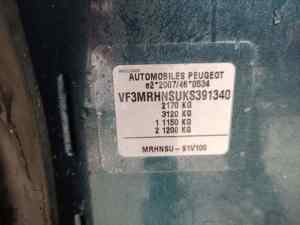 AUTOMOBILES PEUGEOT
e2*2007/46*0534
VF3MRHNSUKS391340
2170 KG
3120 KG
1 1150 KG
2 1200 KG
MRHNSU - S1V100